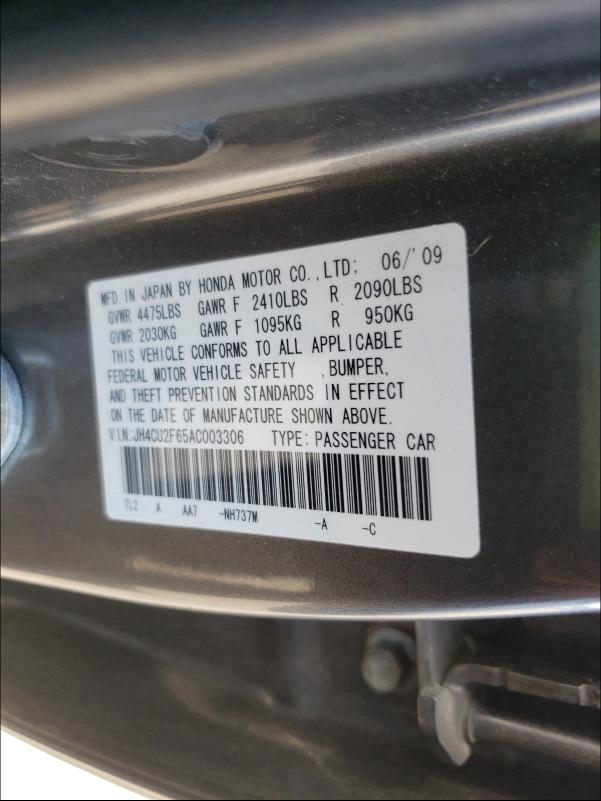 MFD. IN JAPAN BY HONDA MOTOR CO.,LTD; 06/'09
GVWR 4475LBS GAWR F 2410LBS R 2090LBS
GVWR 2030KG GAWR F 1095KG R 950KG
THIS VEHICLE CONFORMS TO ALL APPLICABLE
FEDERAL MOTOR VEHICLE SAFETY ,BUMPER,
AND THEFT PREVENTION STANDARDS IN EFFECT
ON THE DATE OF MANUFACTURE SHOWN ABOVE.
V.I.N.:JH4CU2F65AC003306 TYPE: PASSENGER CAR
TL2 A AA7 -NH737M -A -C